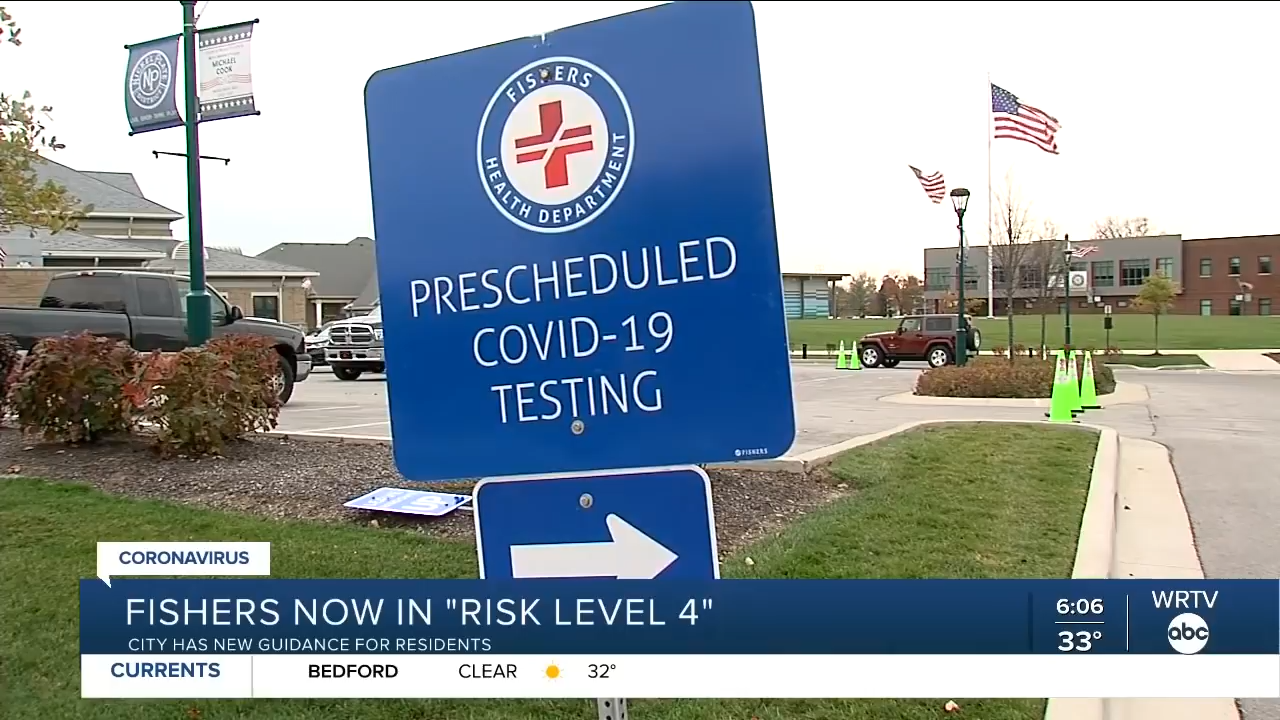 NP
MICHAEL
COOK
FISHERS
HEALTH DEPARTMENT
PRESCHEDULED
COVID-19
TESTING
FISHERS
CORONAVIRUS
FISHERS NOW IN "RISK LEVEL 4"
CITY HAS NEW GUIDANCE FOR RESIDENTS
6:06
33°
WRTV
abc
CURRENTS
BEDFORD CLEAR 32°